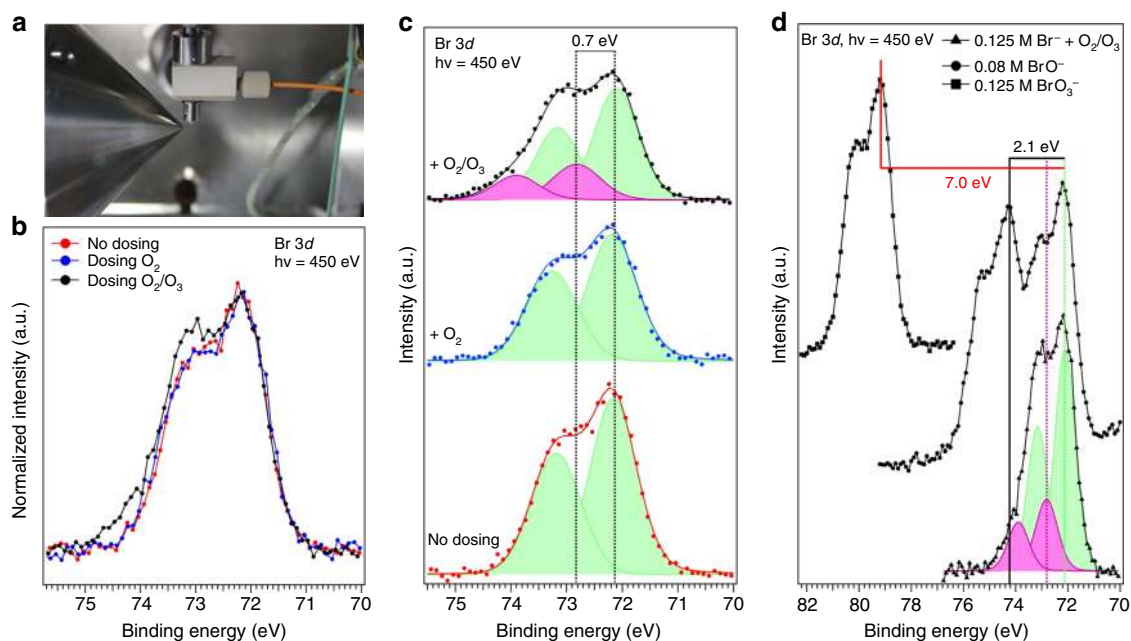 a
b
No dosing
Dosing O₂
Dosing O₂/O₃
Br 3d
hν = 450 eV
Normalized intensity (a.u.)
75 74 73 72 71 70
Binding energy (eV)
c
Br 3d
hν = 450 eV
0.7 eV
+ O₂/O₃
+ O₂
No dosing
Intensity (a.u.)
75 74 73 72 71 70
Binding energy (eV)
d
Br 3d, hν = 450 eV
0.125 M Br⁻ + O₂/O₃
0.08 M BrO⁻
0.125 M BrO₃⁻
2.1 eV
7.0 eV
Intensity (a.u.)
82 80 78 76 74 72 70
Binding energy (eV)